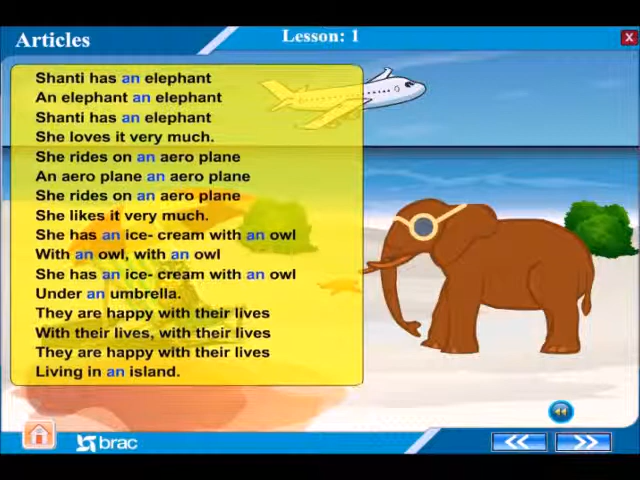 Articles
Lesson: 1
X
Shanti has an elephant
An elephant an elephant
Shanti has an elephant
She loves it very much.
She rides on an aero plane
An aero plane an aero plane
She rides on an aero plane
She likes it very much.
She has an ice- cream with an owl
With an owl, with an owl
She has an ice- cream with an owl
Under an umbrella.
They are happy with their lives
With their lives, with their lives
They are happy with their lives
Living in an island.
brac